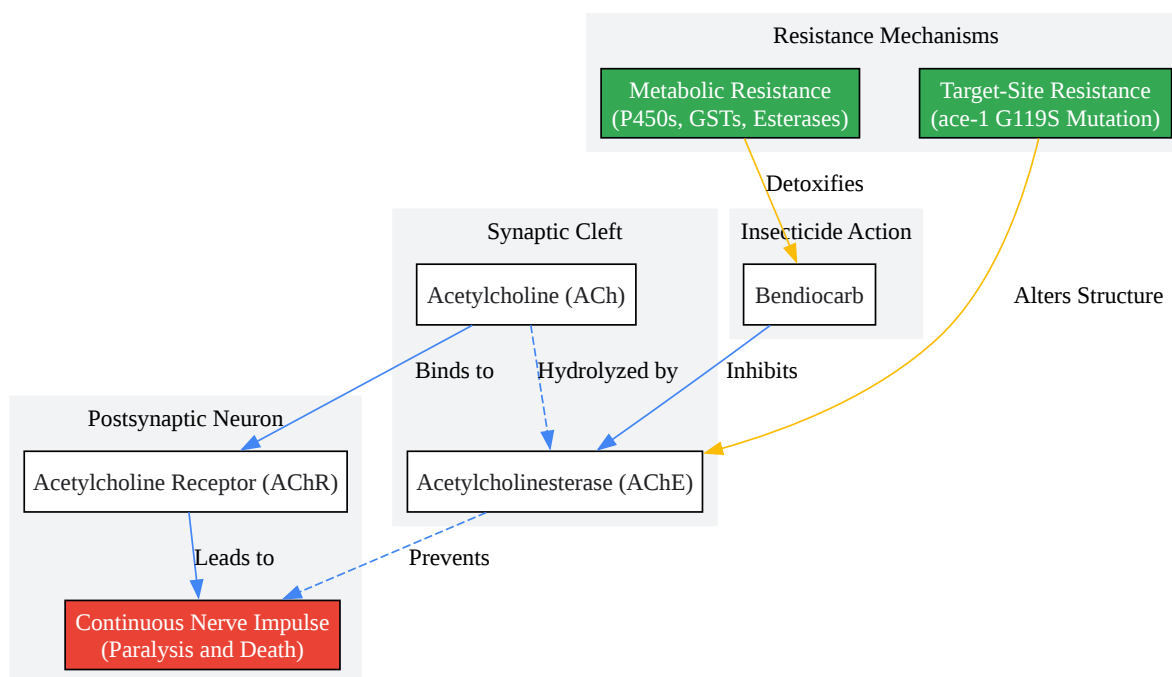 Resistance Mechanisms
Metabolic Resistance
(P450s, GSTs, Esterases)
Target-Site Resistance
(ace-1 G119S Mutation)
Detoxifies
Synaptic Cleft
Insecticide Action
Acetylcholine (ACh)
Bendiocarb
Alters Structure
Binds to
Hydrolyzed by
Inhibits
Postsynaptic Neuron
Acetylcholine Receptor (AChR)
Acetylcholinesterase (AChE)
Leads to
Prevents
Continuous Nerve Impulse
(Paralysis and Death)